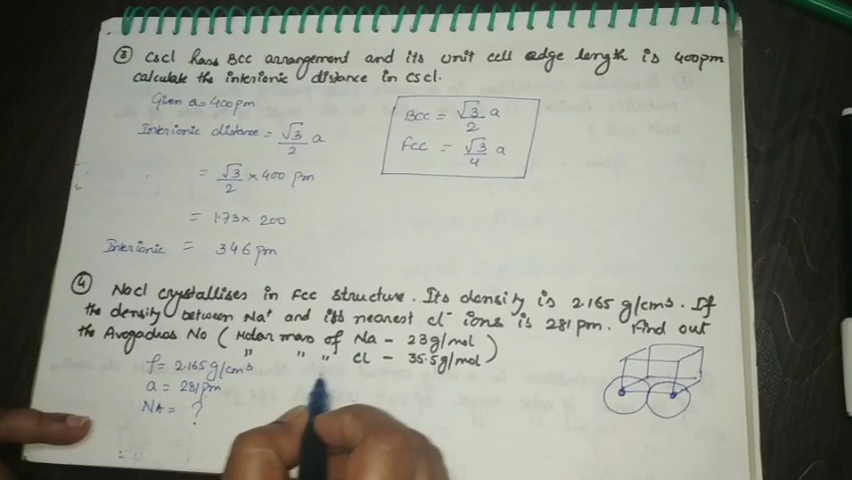 ③ CsCl has BCC arrangement and its unit cell edge length is 400pm
calculate the interionic distance in CsCl.
Given a = 400pm
Interionic distance = √3/2 a
= √3/2 × 400 pm
= 1.73 × 200
Interionic = 346 pm
BCC = √3/2 a
FCC = √3/4 a
④ NaCl crystallises in FCC structure. Its density is 2.165 g/cm3. If
the density between Na+ and its nearest Cl- ions is 281 pm. Find out
the Avogadros No (Molar mass of Na - 23g/mol)
" " " Cl - 35.5g/mol)
f = 2.165 g/cm3
a = 281pm
NA = ?